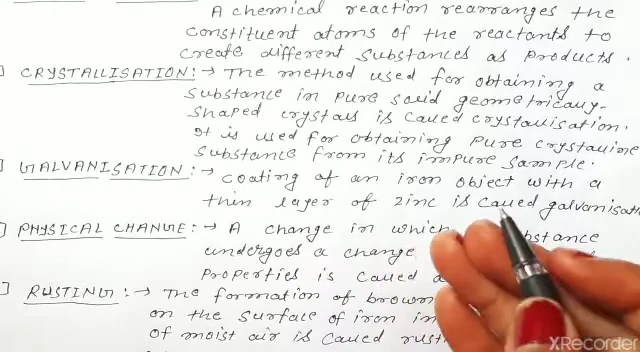 A chemical reaction rearranges the
constituent atoms of the reactants to
create different substances as products.
] CRYSTALLISATION :→ The method used for obtaining a
substance in pure solid geometrically-
shaped crystals is called crystallisation.
It is used for obtaining pure crystalline
substance from its impure sample.
] GALVANISATION :→ coating of an iron object with a
thin layer of zinc is called galvanisati
] PHYSICAL CHANGE :→ A change in which
undergoes a change
Properties is called a
] RUSTING :→ The formation of brown
on the surface of iron in
of moist air is called rust
XRecorder